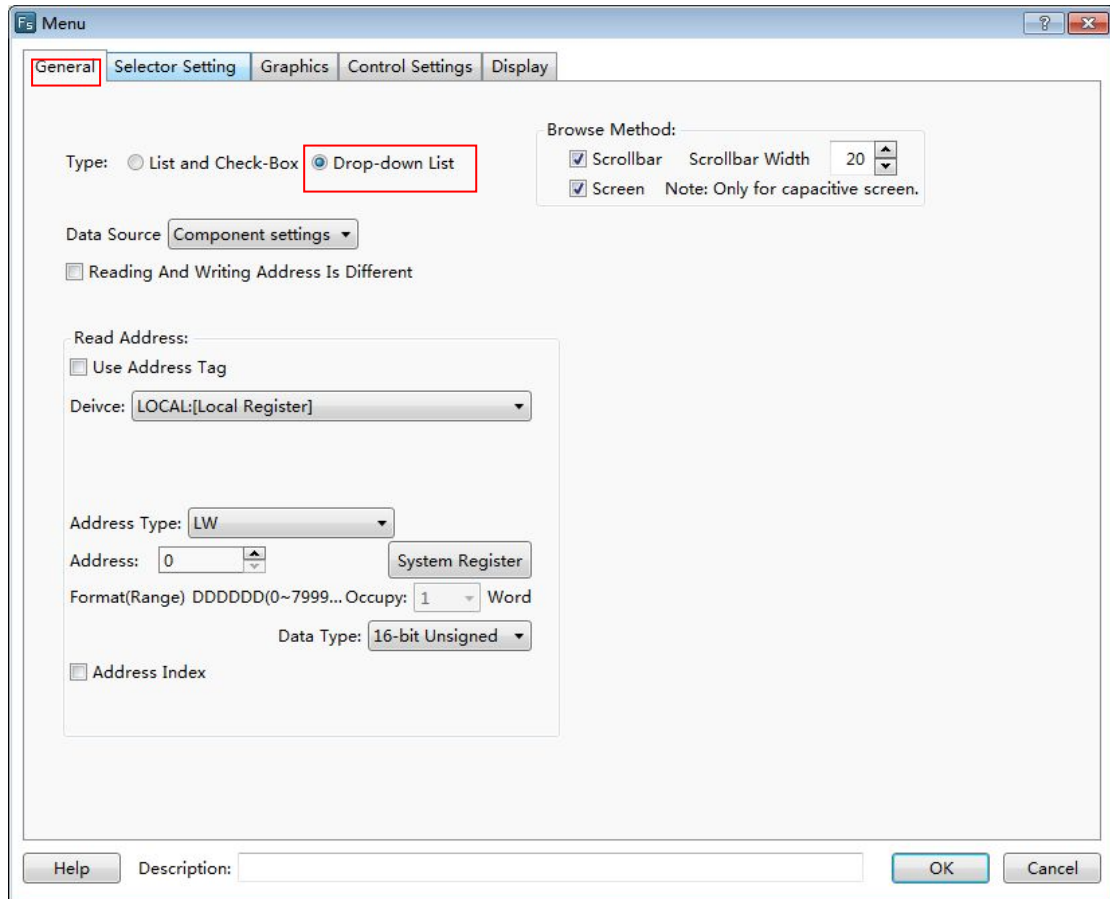 Fs Menu
General Selector Setting Graphics Control Settings Display
Browse Method:
Type: List and Check-Box Drop-down List
Scrollbar Scrollbar Width 20
Screen Note: Only for capacitive screen.
Data Source Component settings
Reading And Writing Address Is Different
Read Address:
Use Address Tag
Deivce: LOCAL:[Local Register]
Address Type: LW
Address: 0 System Register
Format(Range) DDDDDD(0~7999... Occupy: 1 Word
Data Type: 16-bit Unsigned
Address Index
Help Description: OK Cancel